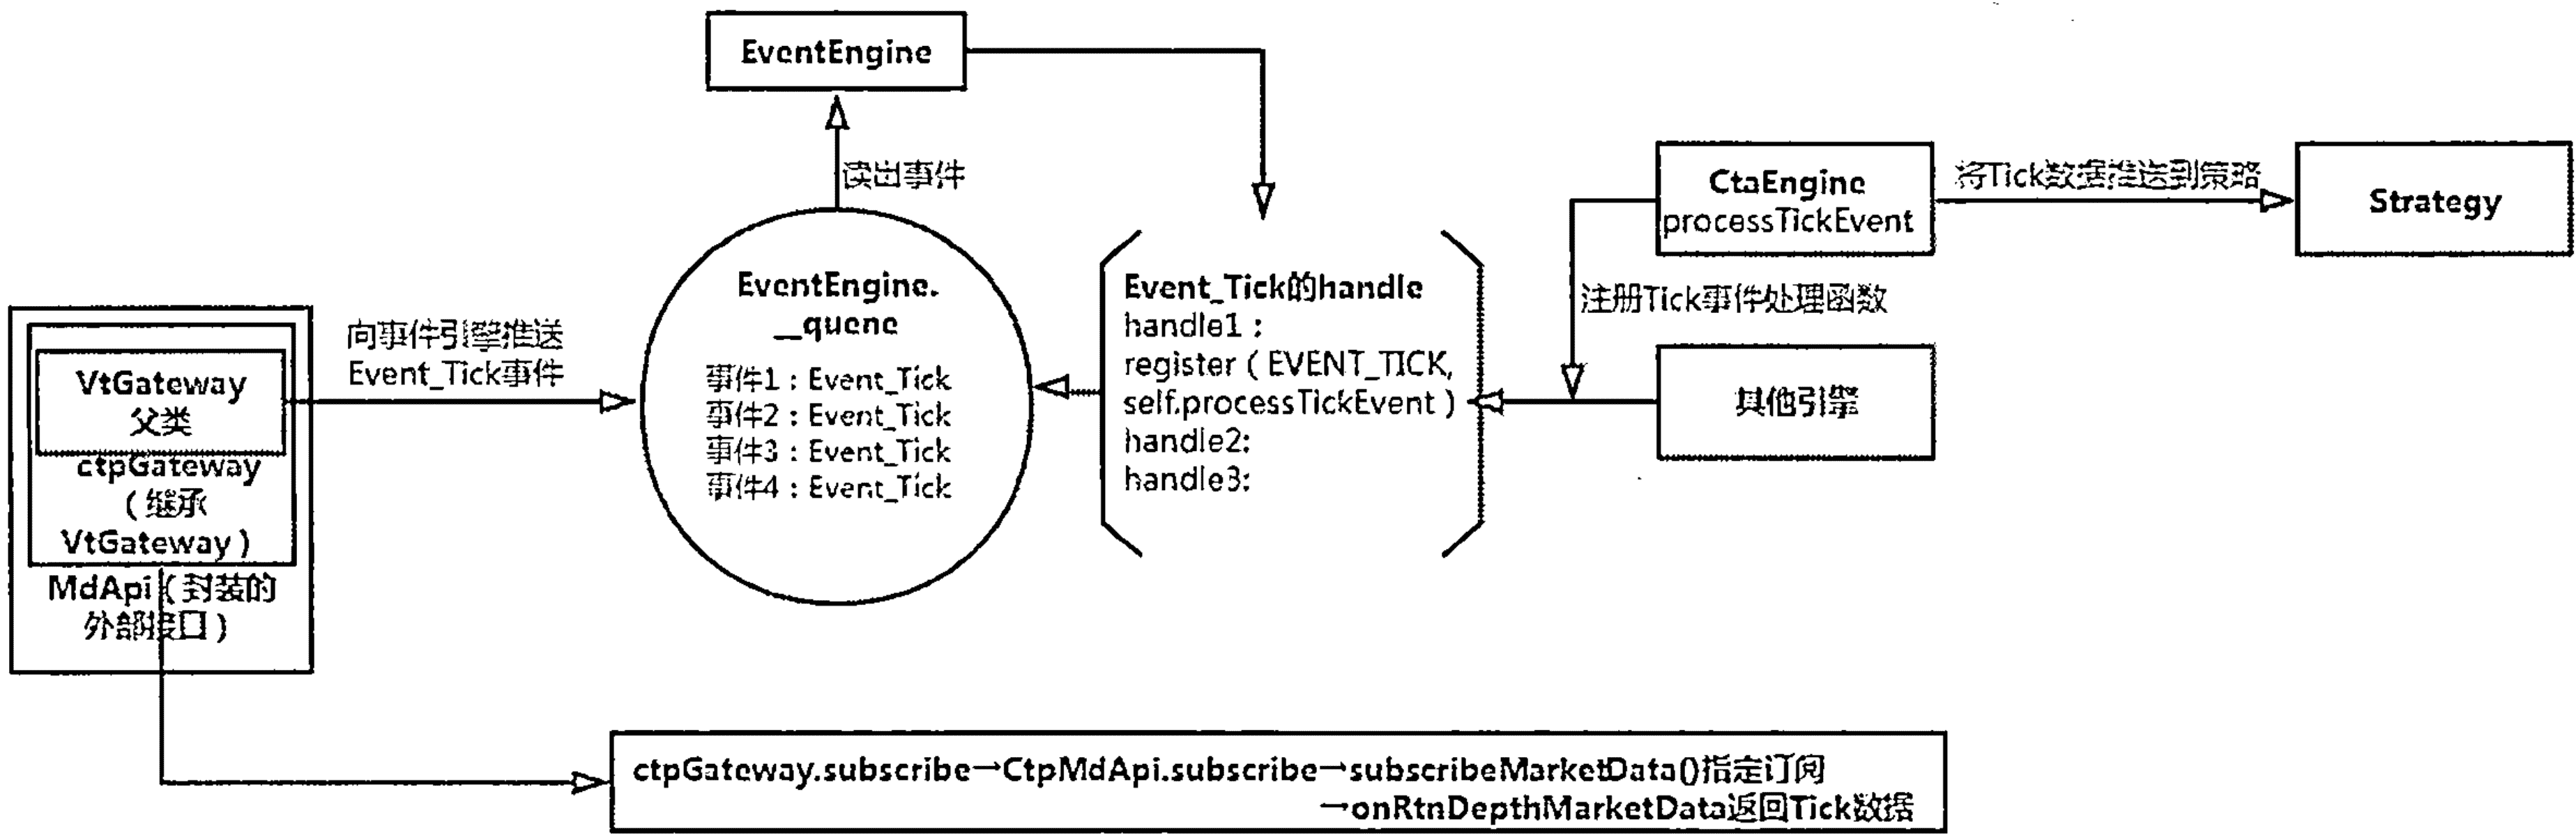 EventEngine
读出事件
CtaEngine
processTickEvent
将Tick数据推送到策略
Strategy
EventEngine.
__quene
事件1：Event_Tick
事件2：Event_Tick
事件3：Event_Tick
事件4：Event_Tick
Event_Tick的handle
handle1：
register（EVENT_TICK,
self.processTickEvent）
handle2:
handle3:
注册Tick事件处理函数
其他引擎
向事件引擎推送
Event_Tick事件
VtGateway
父类
ctpGateway
（继承
VtGateway）
MdApi（封装的
外部接口）
ctpGateway.subscribe→CtpMdApi.subscribe→subscribeMarketData()指定订阅
→onRtnDepthMarketData返回Tick数据